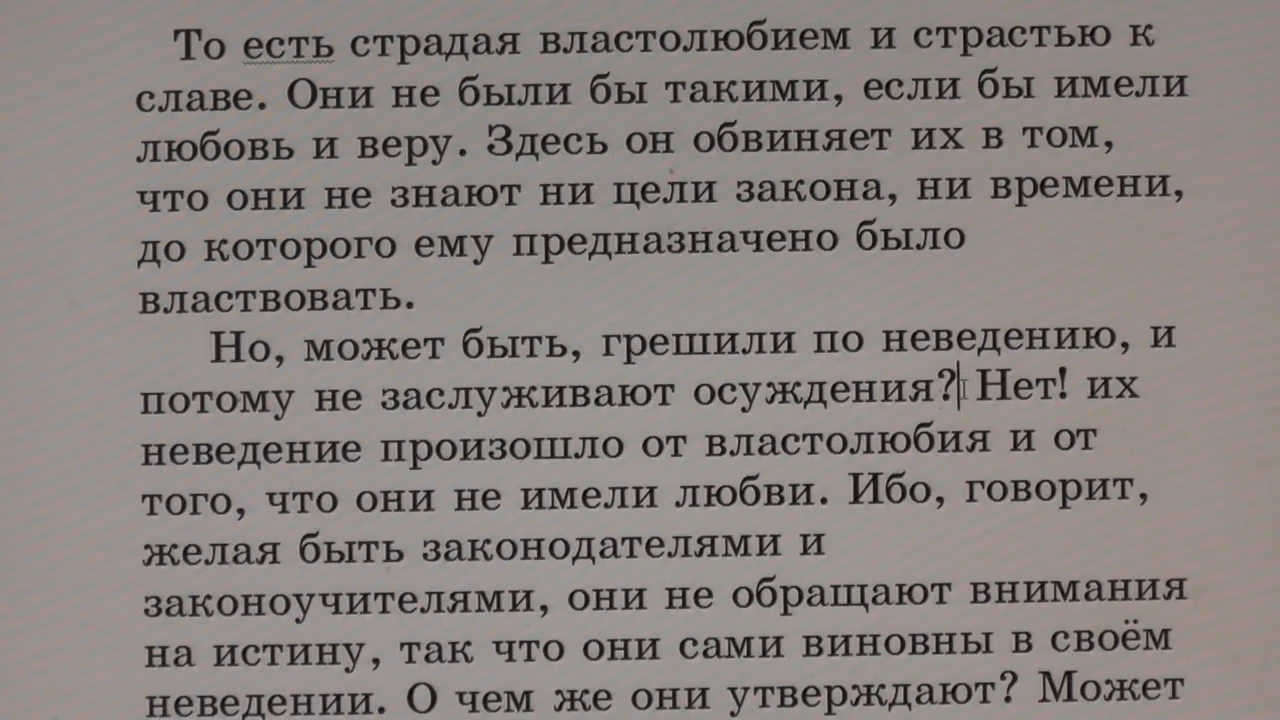 То есть страдая властолюбием и страстью к
славе. Они не были бы такими, если бы имели
любовь и веру. Здесь он обвиняет их в том,
что они не знают ни цели закона, ни времени,
до которого ему предназначено было
властвовать.
Но, может быть, грешили по неведению, и
потому не заслуживают осуждения? Нет! их
неведение произошло от властолюбия и от
того, что они не имели любви. Ибо, говорит,
желая быть законодателями и
законоучителями, они не обращают внимания
на истину, так что они сами виновны в своём
неведении. О чем же они утверждают? Может